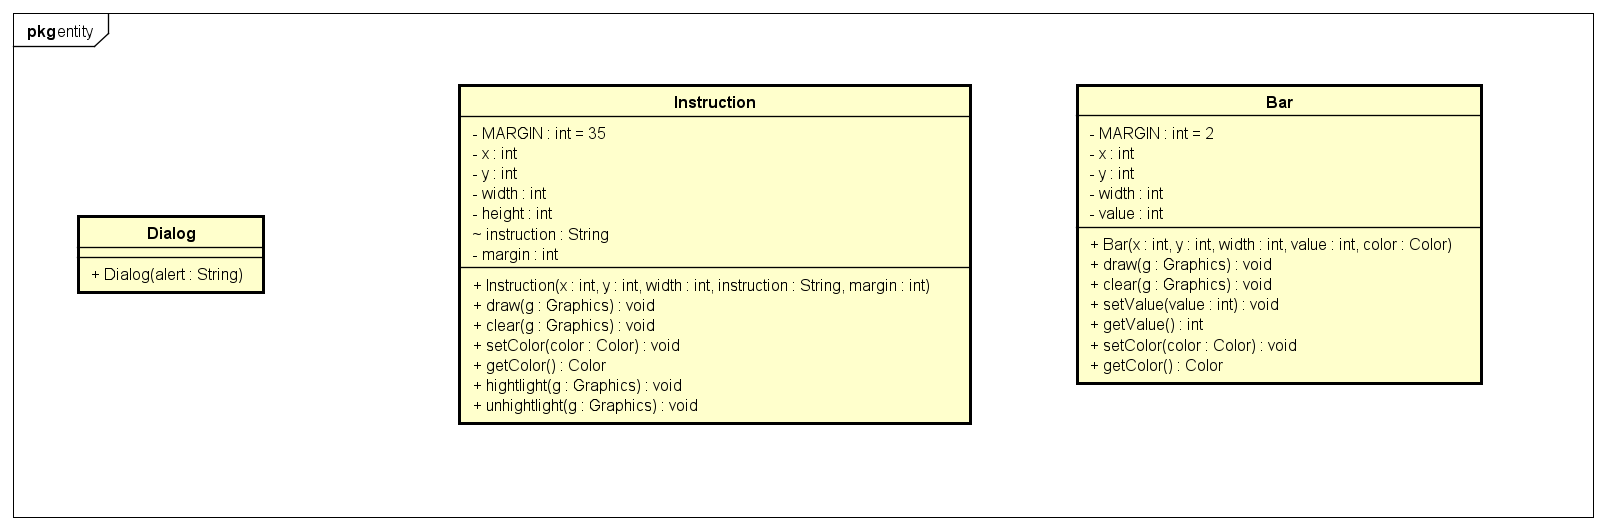 pkg entity
Dialog
+ Dialog(alert : String)
Instruction
- MARGIN : int = 35
- x : int
- y : int
- width : int
- height : int
~ instruction : String
- margin : int
+ Instruction(x : int, y : int, width : int, instruction : String, margin : int)
+ draw(g : Graphics) : void
+ clear(g : Graphics) : void
+ setColor(color : Color) : void
+ getColor() : Color
+ hightlight(g : Graphics) : void
+ unhightlight(g : Graphics) : void
Bar
- MARGIN : int = 2
- x : int
- y : int
- width : int
- value : int
+ Bar(x : int, y : int, width : int, value : int, color : Color)
+ draw(g : Graphics) : void
+ clear(g : Graphics) : void
+ setValue(value : int) : void
+ getValue() : int
+ setColor(color : Color) : void
+ getColor() : Color